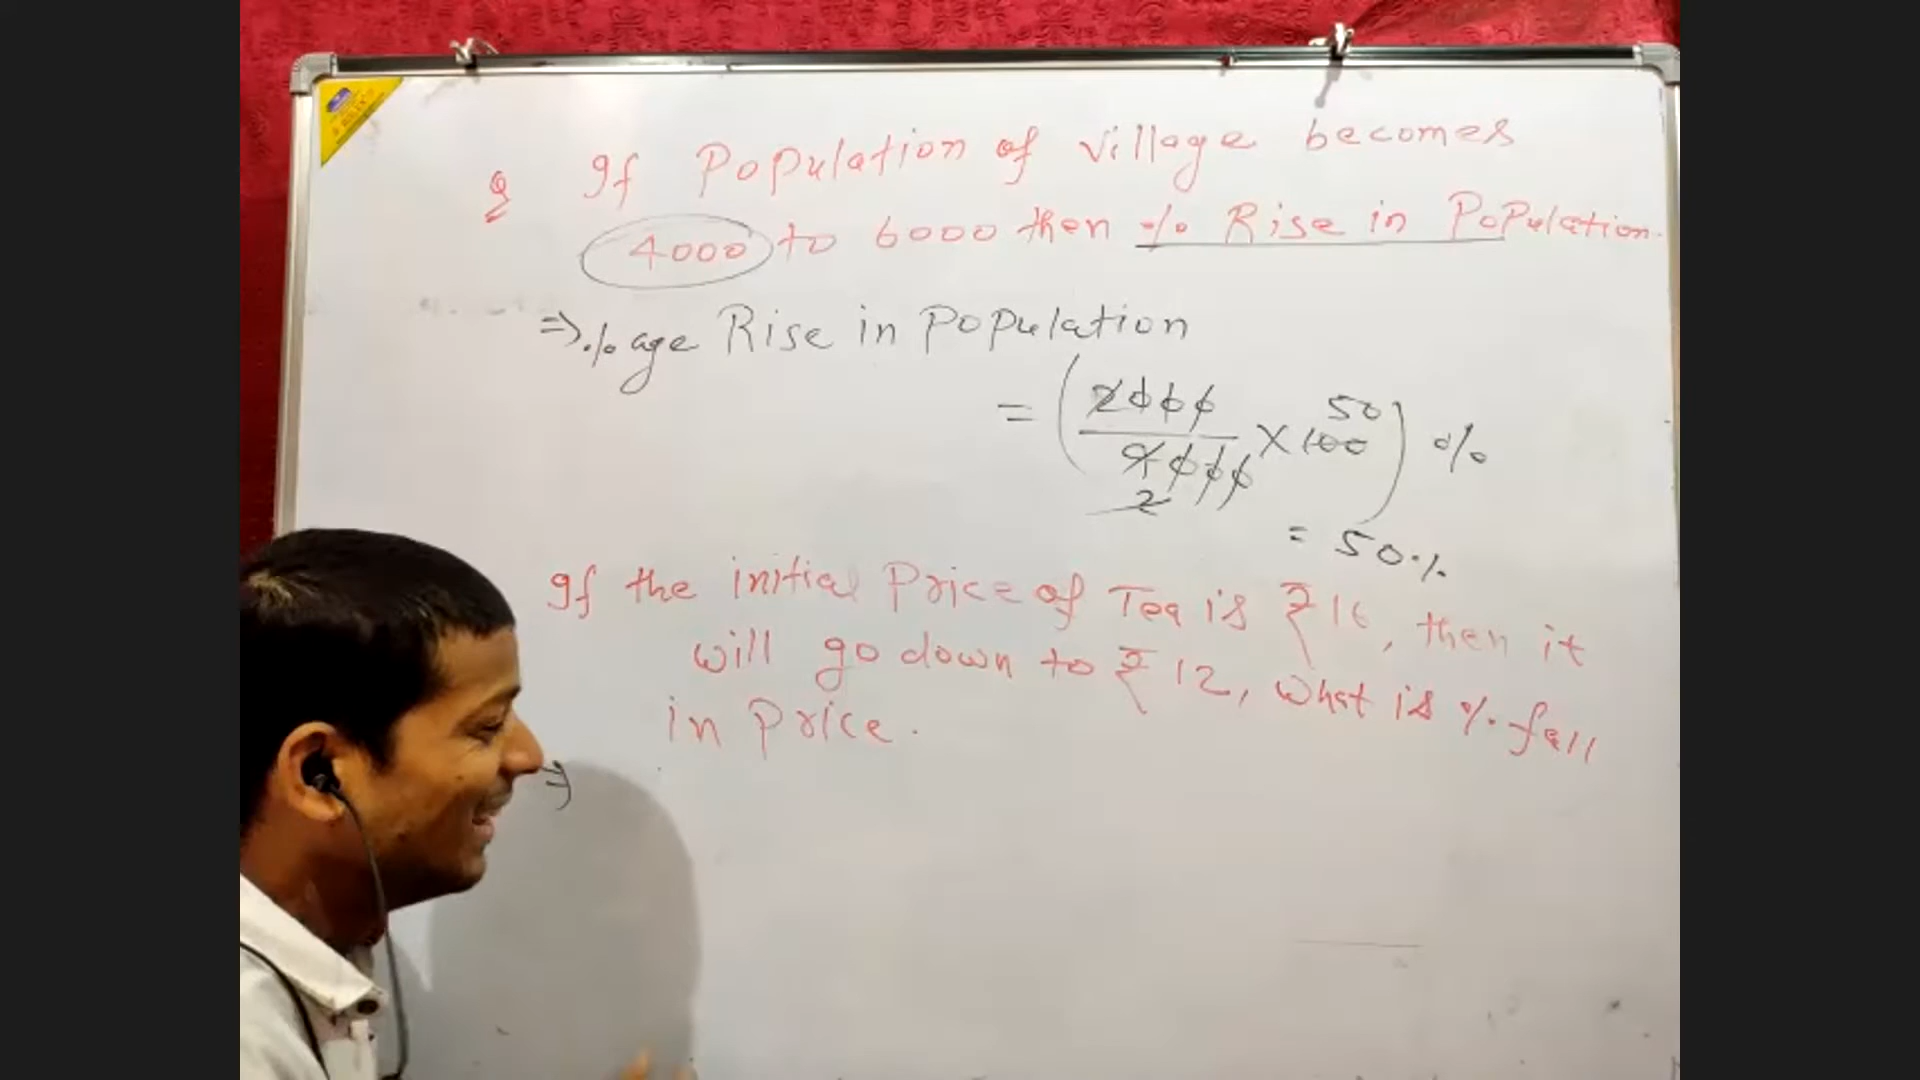 Q If Population of village becomes
4000 to 6000 then % Rise in Population.
⇒ % age Rise in Population
= (2000/4000 2 × 100 50) %
= 50%
If the initial Price of Tea is ₹ 16, then it
will go down to ₹ 12, what is % fall
in Price.
⇒